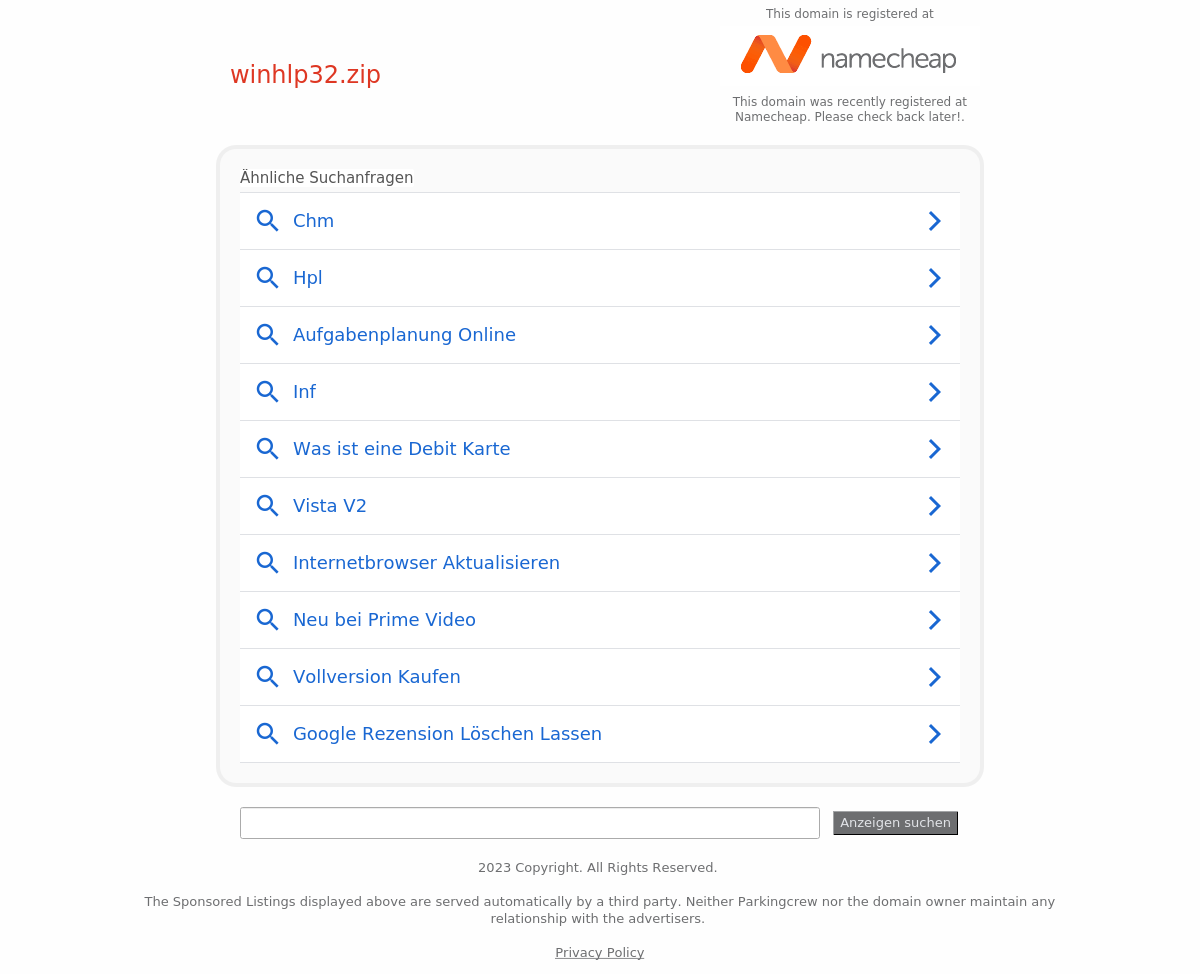 This domain is registered at
namecheap
winhlp32.zip
This domain was recently registered at
Namecheap. Please check back later!.
Ähnliche Suchanfragen
Chm
Hpl
Aufgabenplanung Online
Inf
Was ist eine Debit Karte
Vista V2
Internetbrowser Aktualisieren
Neu bei Prime Video
Vollversion Kaufen
Google Rezension Löschen Lassen
Anzeigen suchen
2023 Copyright. All Rights Reserved.
The Sponsored Listings displayed above are served automatically by a third party. Neither Parkingcrew nor the domain owner maintain any
relationship with the advertisers.
Privacy Policy